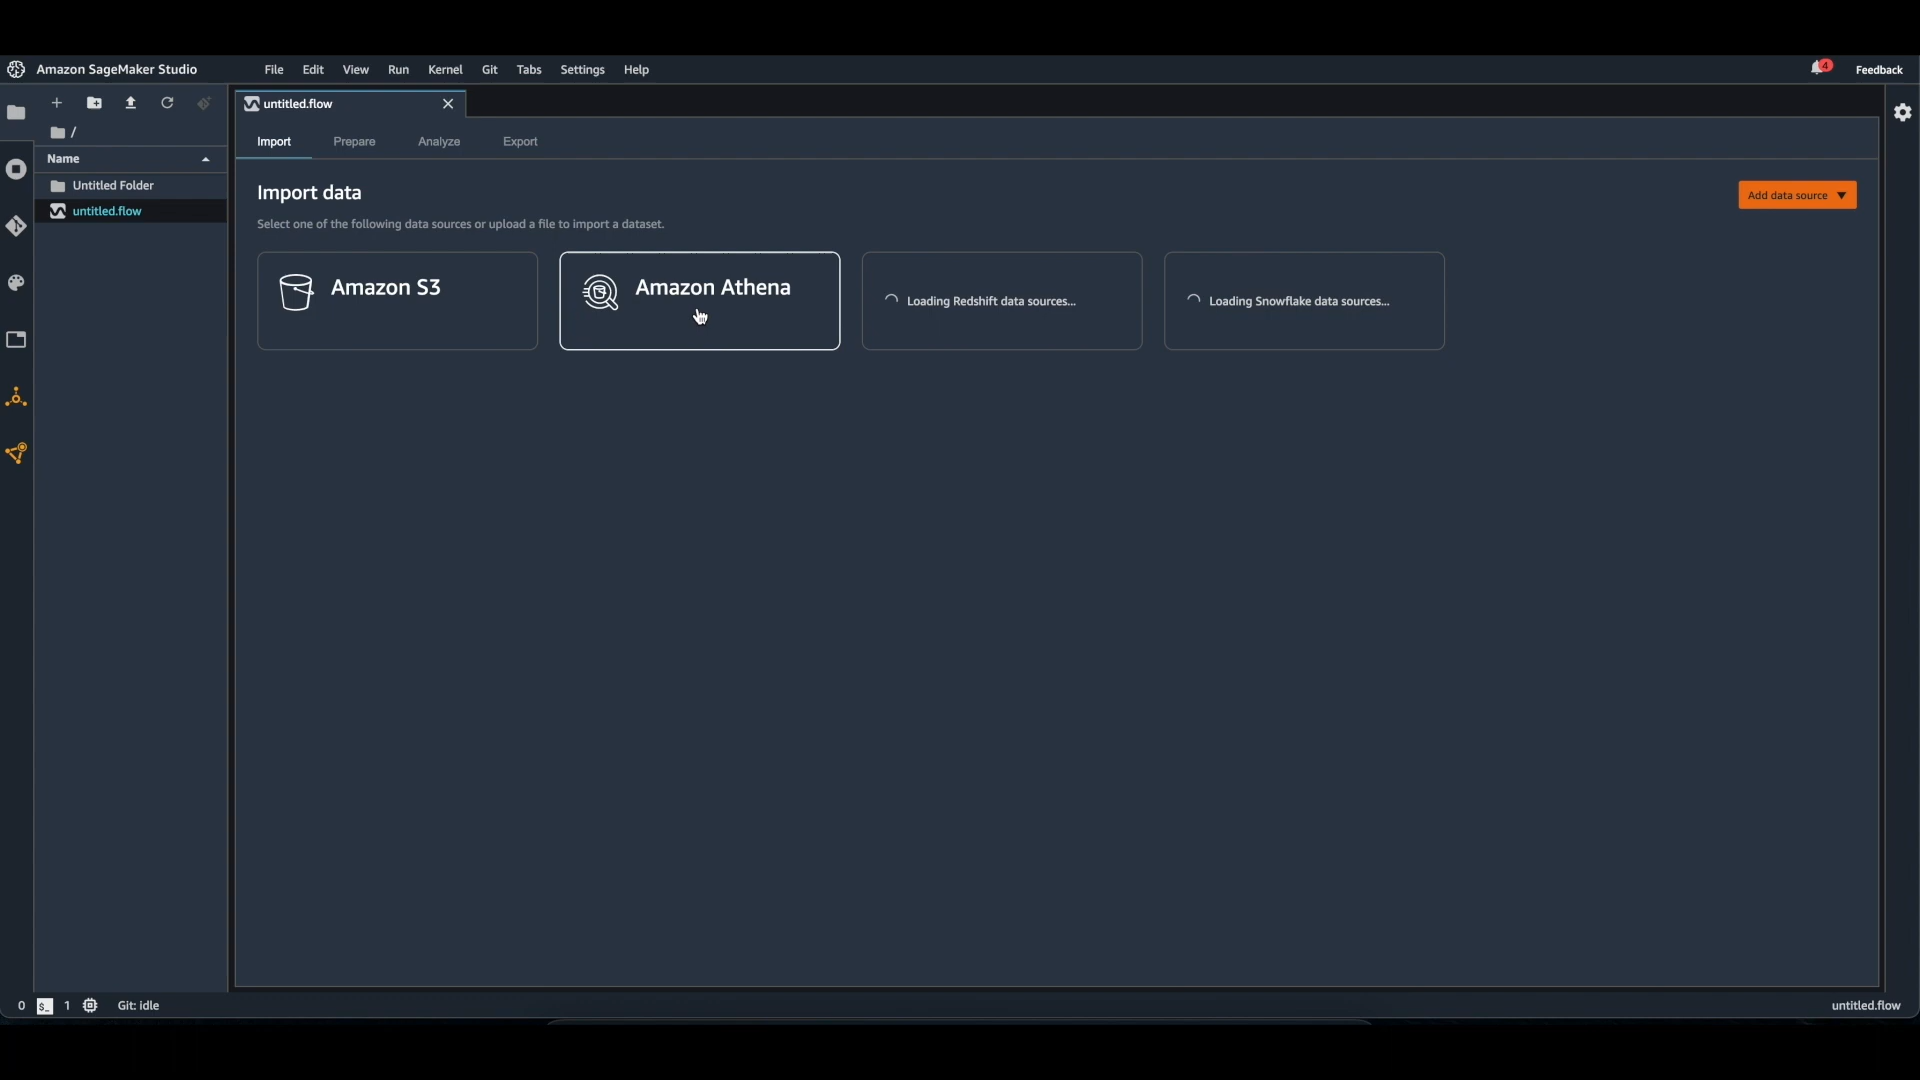 Amazon SageMaker Studio File Edit View Run Kernel Git Tabs Settings Help 4 Feedback
untitled.flow
/
Import Prepare Analyze Export
Name
Untitled Folder
untitled.flow
Import data
Add data source
Select one of the following data sources or upload a file to import a dataset.
Amazon S3
Amazon Athena
Loading Redshift data sources...
Loading Snowflake data sources...
0 $_ 1 Git: idle untitled.flow